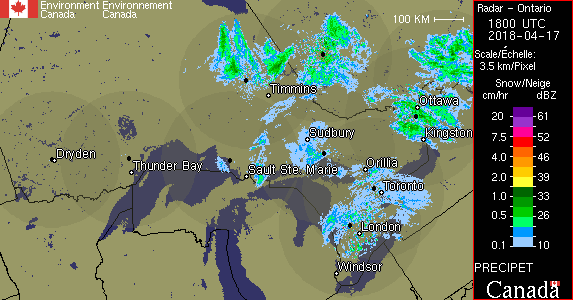 Environment Environnement
Canada Canada
100 KM
Timmins
Ottawa
Sudbury
Kingston
Dryden
Thunder Bay
Sault Ste. Marie
Orillia
Toronto
London
Windsor
Radar - Ontario
1800 UTC
2018-04-17
Scale/Échelle:
3.5 km/Pixel
Snow/Neige
cm/hr dBZ
20 61
7.5 52
4.0 46
2.0 39
1.0 33
0.5 26
0.1 10
PRECIPET
Canada